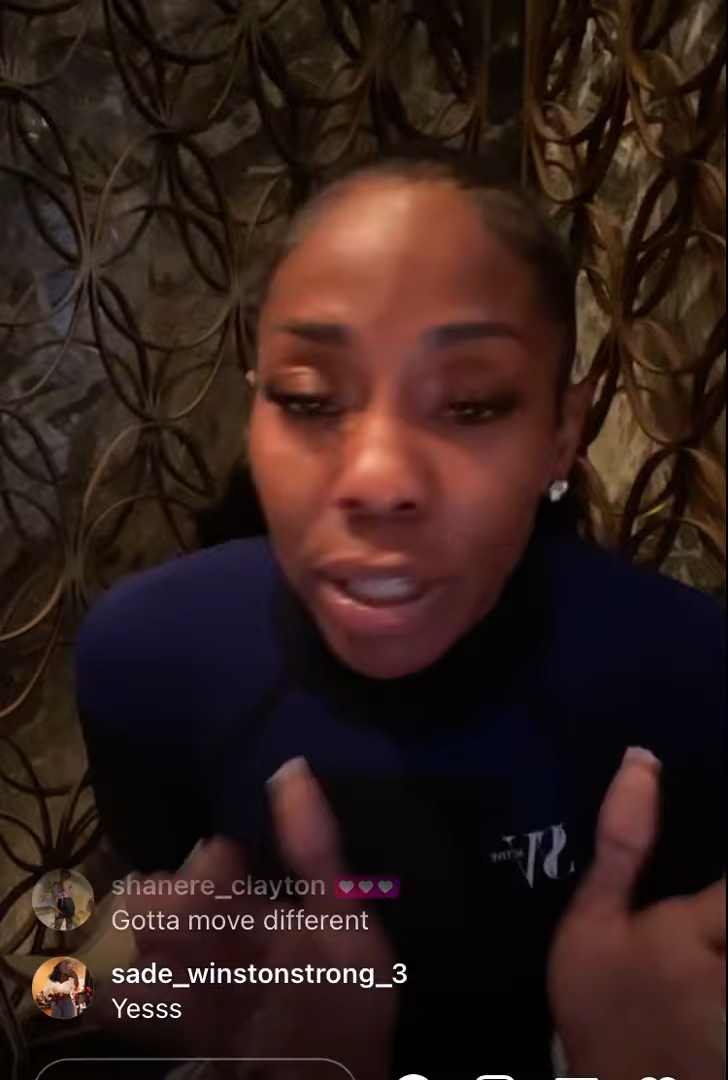 shanere_clayton
Gotta move different
sade_winstonstrong_3
Yesss